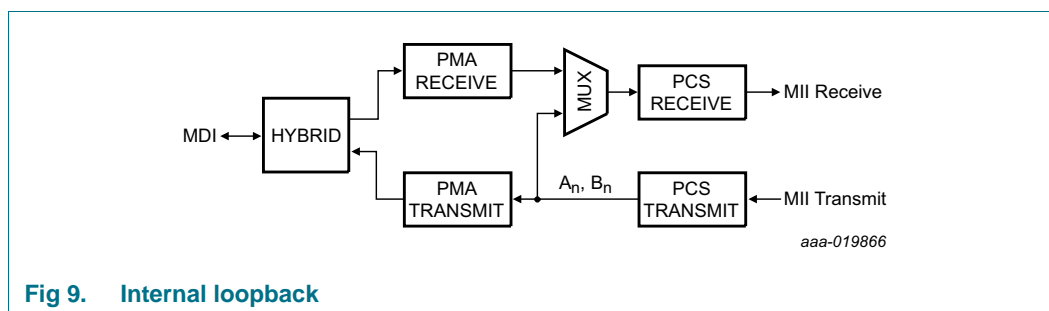 PMA
RECEIVE
MUX
PCS
RECEIVE
MII Receive
MDI
HYBRID
PMA
TRANSMIT
An, Bn
PCS
TRANSMIT
MII Transmit
aaa-019866
Fig 9. Internal loopback